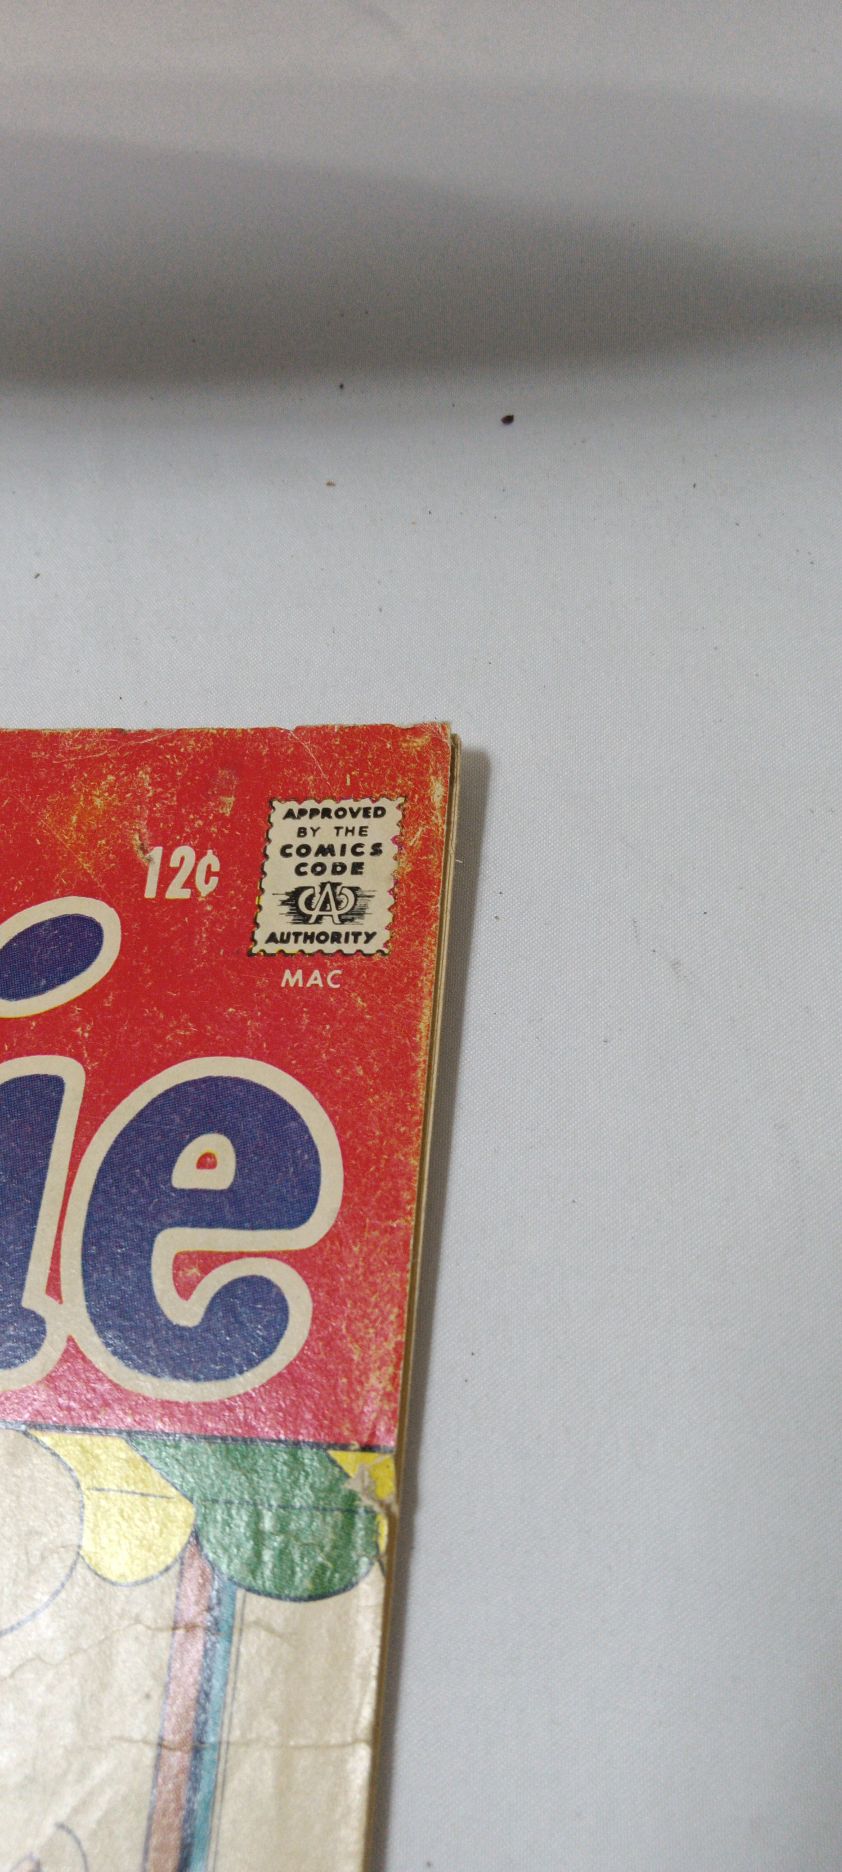 12¢
APPROVED
BY THE
COMICS
CODE
CA
AUTHORITY
MAC
ie